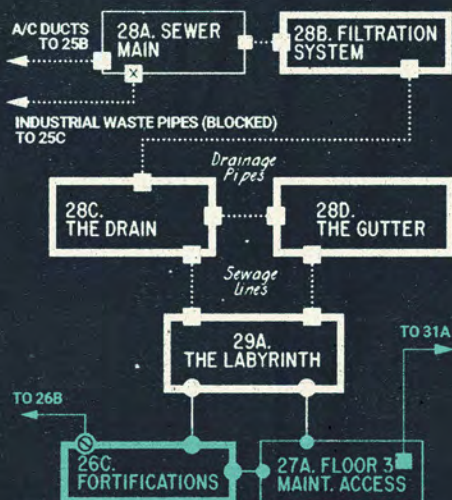 A/C DUCTS
TO 25B
28A. SEWER
MAIN
28B. FILTRATION
SYSTEM
X
INDUSTRIAL WASTE PIPES (BLOCKED)
TO 25C
Drainage
Pipes
28C.
THE DRAIN
28D.
THE GUTTER
Sewage
Lines
29A.
THE LABYRINTH
TO 31A
TO 26B
26C.
FORTIFICATIONS
27A. FLOOR 3
MAINT. ACCESS